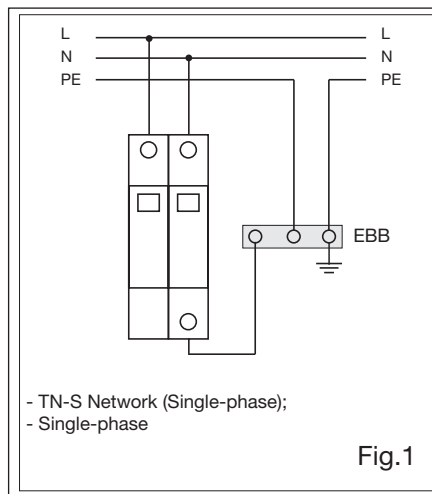 L L
N N
PE PE
EBB
- TN-S Network (Single-phase);
- Single-phase
Fig.1